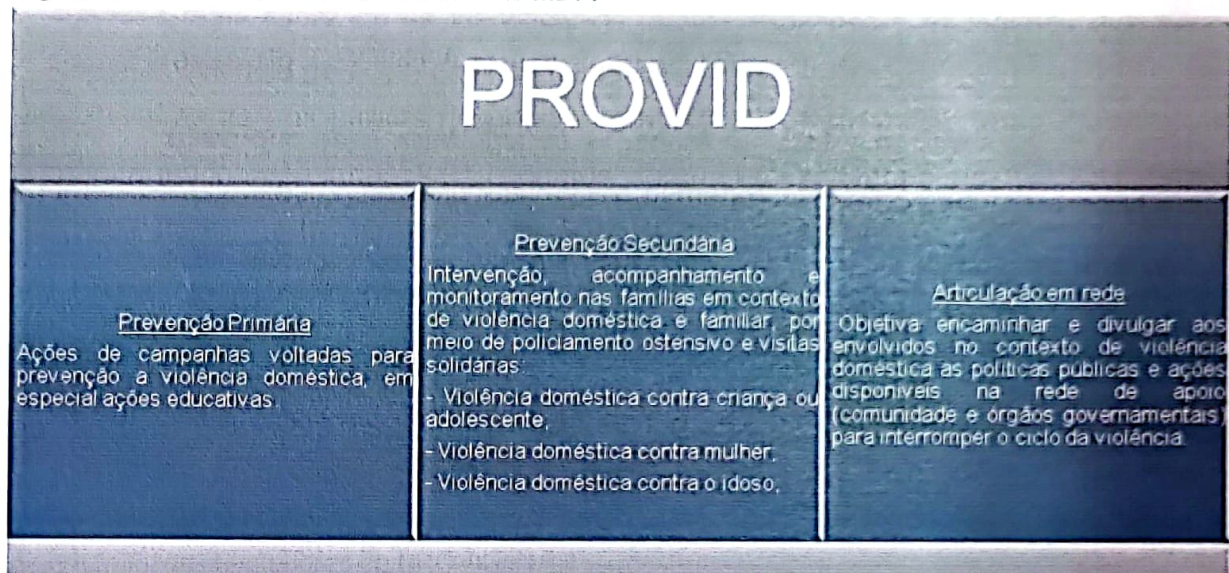 PROVID
Prevenção Primária
Ações de campanhas voltadas para
prevenção a violência doméstica, em
especial ações educativas.
Prevenção Secundária
Intervenção, acompanhamento e
monitoramento nas famílias em contexto
de violência doméstica e familiar, por
meio de policiamento ostensivo e visitas
solidárias:
- Violência doméstica contra criança ou
adolescente;
- Violência doméstica contra mulher;
- Violência doméstica contra o idoso;
Articulação em rede
Objetiva encaminhar e divulgar aos
envolvidos no contexto de violência
doméstica as políticas públicas e ações
disponíveis na rede de apoio
(comunidade e órgãos governamentais)
para interromper o ciclo da violência.